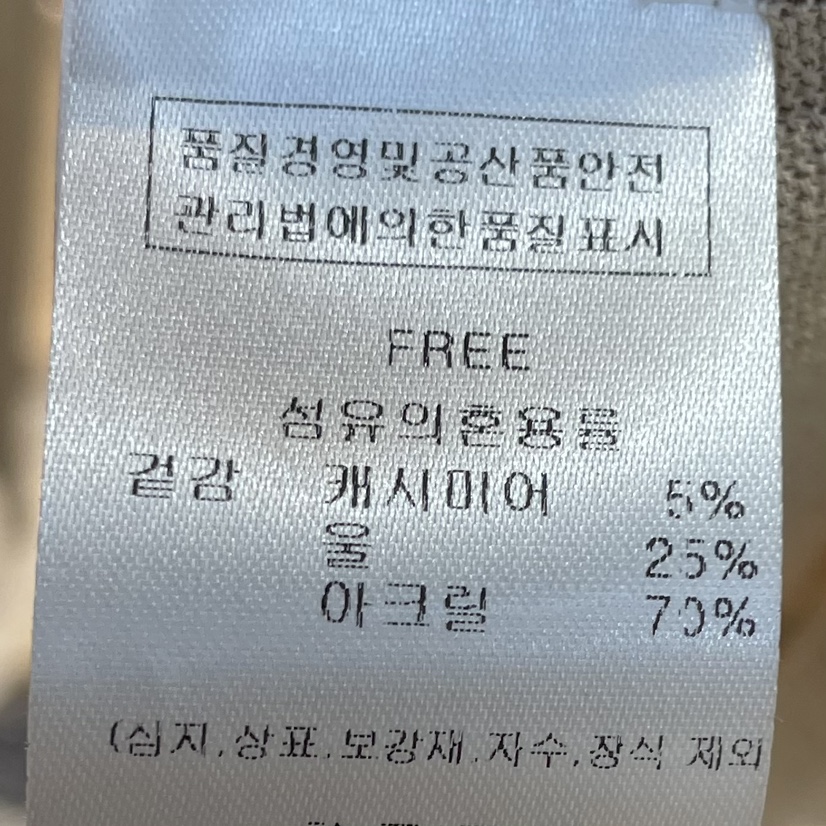 품질경영및공산품안전
관리법에의한품질표시
FREE
섬유의혼용률
겉감 캐시미어 5%
울 25%
아크릴 70%
(심지,상표,보강재,자수,장식 제외